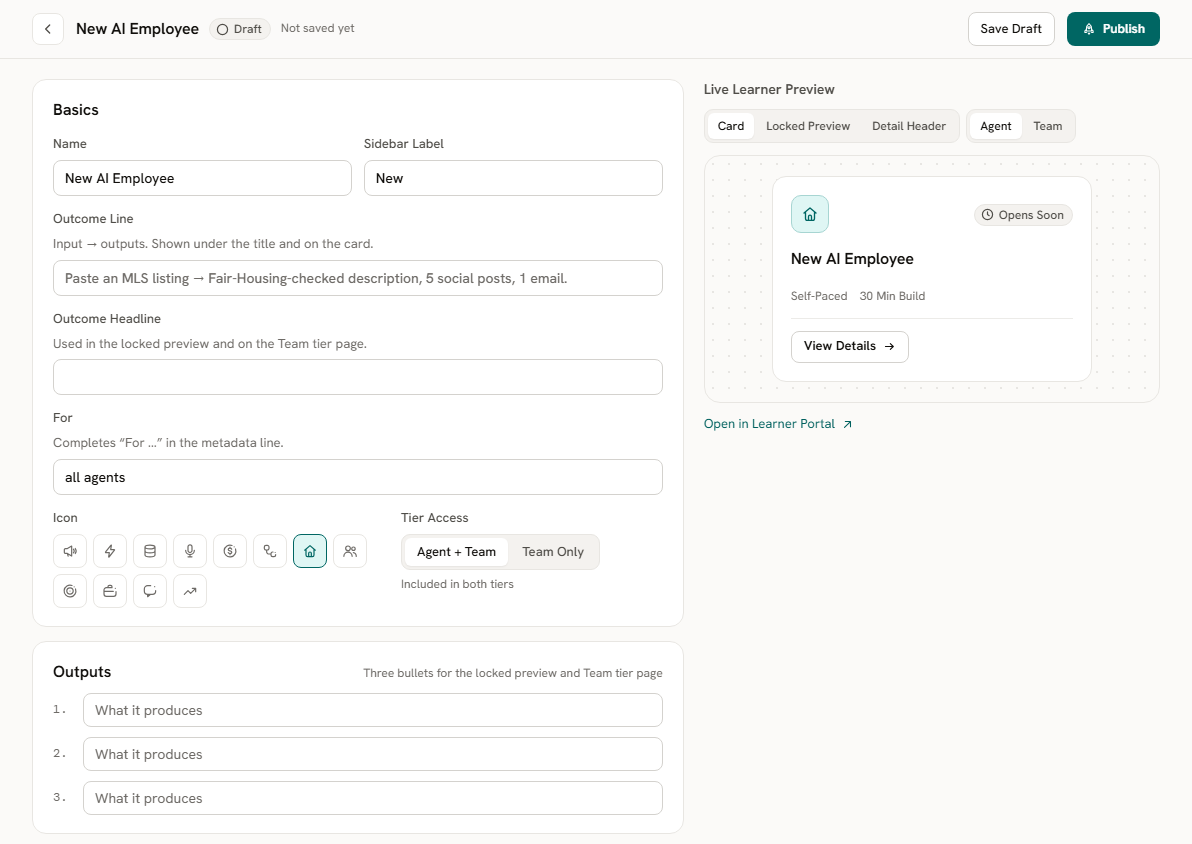 New AI Employee
Draft
Not saved yet
Save Draft
Publish
Basics
Name
Sidebar Label
New AI Employee
New
Outcome Line
Input → outputs. Shown under the title and on the card.
Paste an MLS listing → Fair-Housing-checked description, 5 social posts, 1 email.
Outcome Headline
Used in the locked preview and on the Team tier page.
For
Completes “For …” in the metadata line.
all agents
Icon
Tier Access
Agent + Team
Team Only
Included in both tiers
Outputs
Three bullets for the locked preview and Team tier page
1. What it produces
2. What it produces
3. What it produces
Live Learner Preview
Card
Locked Preview
Detail Header
Agent
Team
Opens Soon
New AI Employee
Self-Paced 30 Min Build
View Details →
Open in Learner Portal ↗